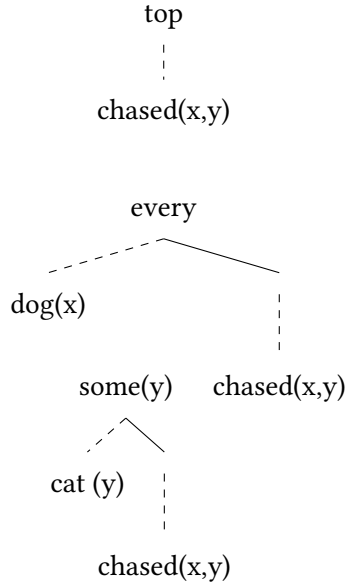 top
chased(x,y)
every
dog(x)
some(y) chased(x,y)
cat (y)
chased(x,y)